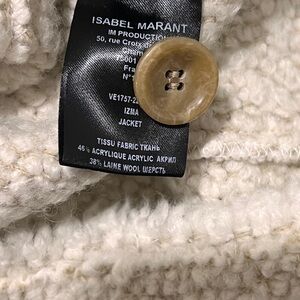 ISABEL MARANT
IM PRODUCTION
50, rue Croix
75001
Fra
N°
VE1757-2
IZMA
JACKET
TISSU FABRIC ТКАНЬ
46% ACRYLIQUE ACRYLIC АКРИЛ
38% LAINE WOOL ШЕРСТЬ